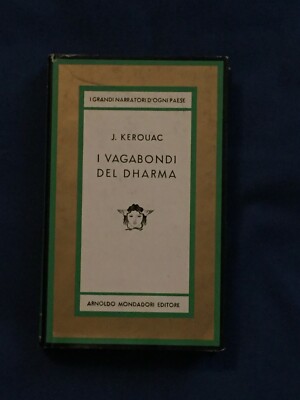 I GRANDI NARRATORI D'OGNI PAESE
J. KEROUAC
I VAGABONDI
DEL DHARMA
ARNOLDO MONDADORI EDITORE